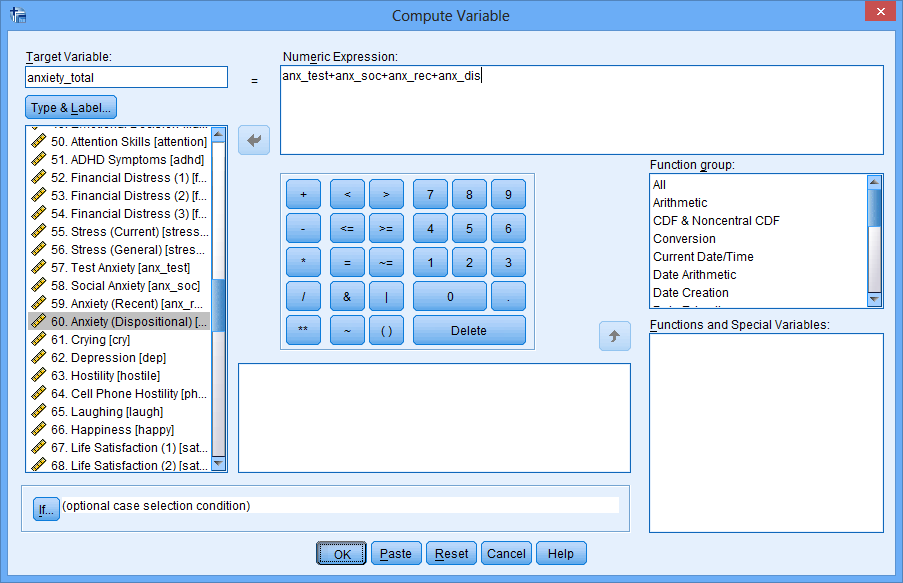 Compute Variable
Target Variable:
anxiety_total
=
Numeric Expression:
anx_test+anx_soc+anx_rec+anx_dis
Type & Label...
50. Attention Skills [attention]
51. ADHD Symptoms [adhd]
52. Financial Distress (1) [f...
53. Financial Distress (2) [f...
54. Financial Distress (3) [f...
55. Stress (Current) [stress...
56. Stress (General) [stres...
57. Test Anxiety [anx_test]
58. Social Anxiety [anx_soc]
59. Anxiety (Recent) [anx_r...
60. Anxiety (Dispositional) [...
61. Crying [cry]
62. Depression [dep]
63. Hostility [hostile]
64. Cell Phone Hostility [ph...
65. Laughing [laugh]
66. Happiness [happy]
67. Life Satisfaction (1) [sat...
68. Life Satisfaction (2) [sat...
+ < > 7 8 9
- <= >= 4 5 6
* = ~= 1 2 3
/ & | 0 .
** ~ ( ) Delete
Function group:
All
Arithmetic
CDF & Noncentral CDF
Conversion
Current Date/Time
Date Arithmetic
Date Creation
Functions and Special Variables:
If...
(optional case selection condition)
OK
Paste
Reset
Cancel
Help